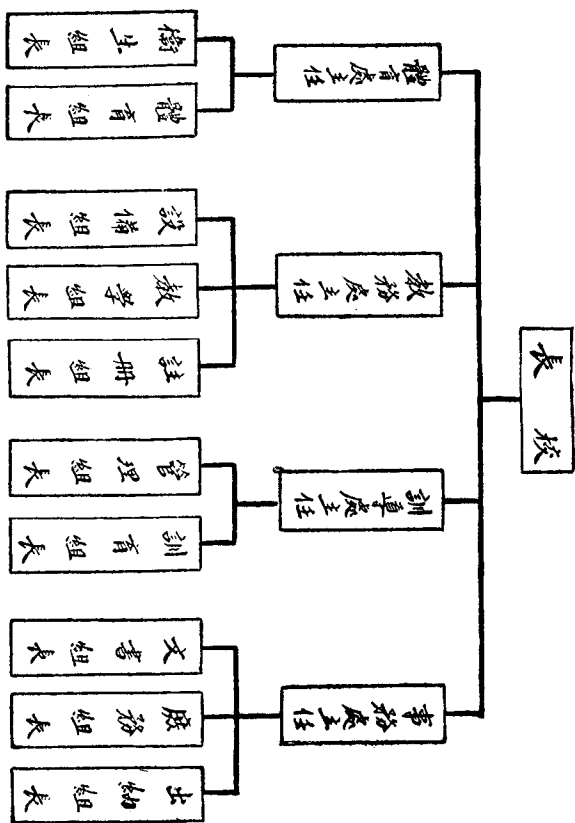 校長
事務處主任
訓導處主任
教務處主任
體育處主任
出納組長
庶務組長
文書組長
訓育組長
管理組長
註冊組長
教學組長
設備組長
體育組長
衛生組長